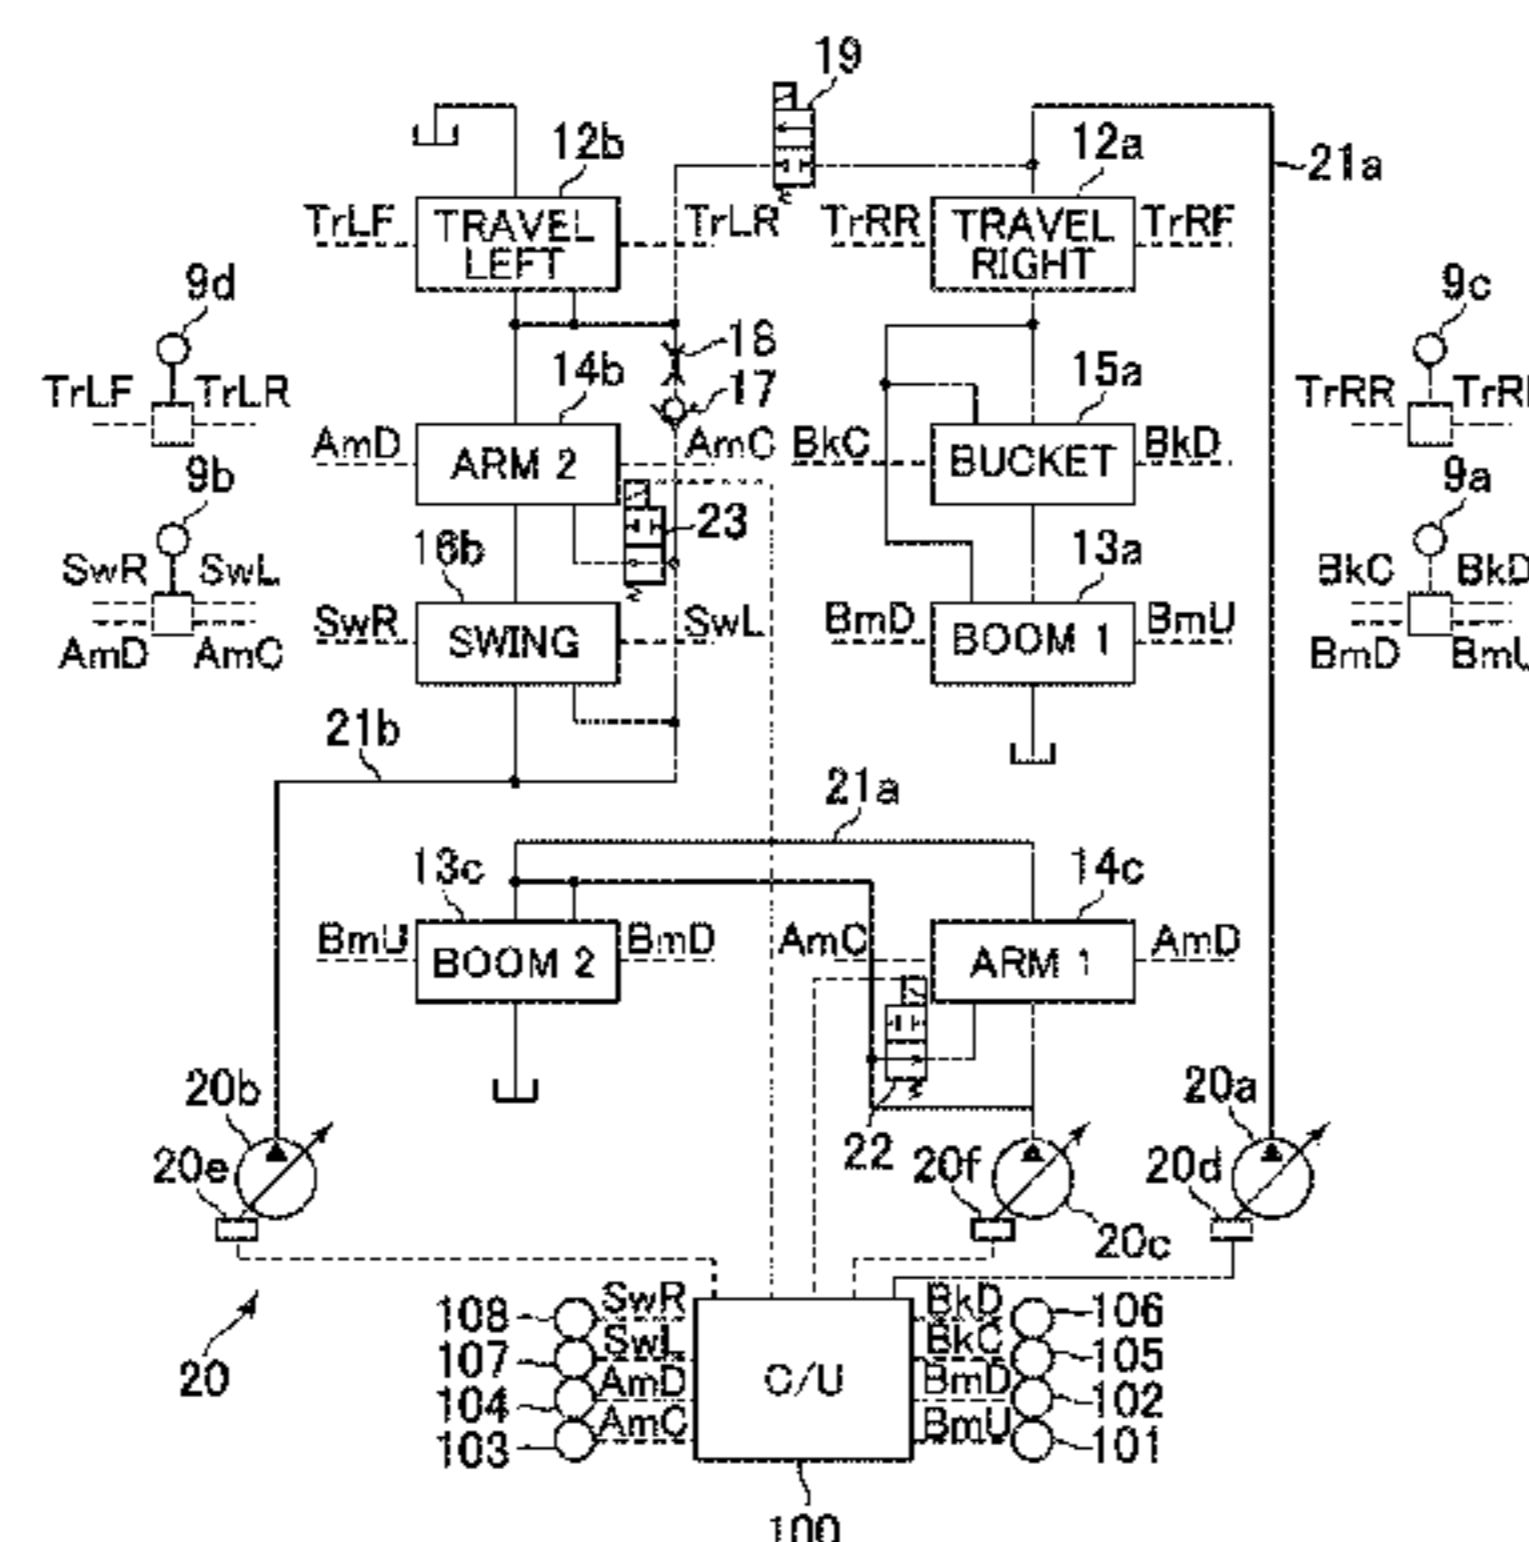 19
12b
12a
21a
TrLF
TRAVEL
LEFT
TrLR
TrRR
TRAVEL
RIGHT
TrRF
9d
9c
18
14b
17
15a
TrLF
TrLR
TrRR
AmD
ARM 2
AmC
BkC
BUCKET
BkD
9b
9a
23
16b
13a
SwR
SwL
BkC
BkD
SwR
SWING
SwL
BmD
BOOM 1
BmU
AmD
AmC
BmD
21b
21a
13c
14c
BmU
BOOM 2
BmD
AmC
ARM 1
AmD
20b
20a
20e
22
20f
20d
20c
108
SwR
BkD
106
107
SwL
BkC
105
20
104
AmD
C/U
BmD
102
103
AmC
BmU
101
100